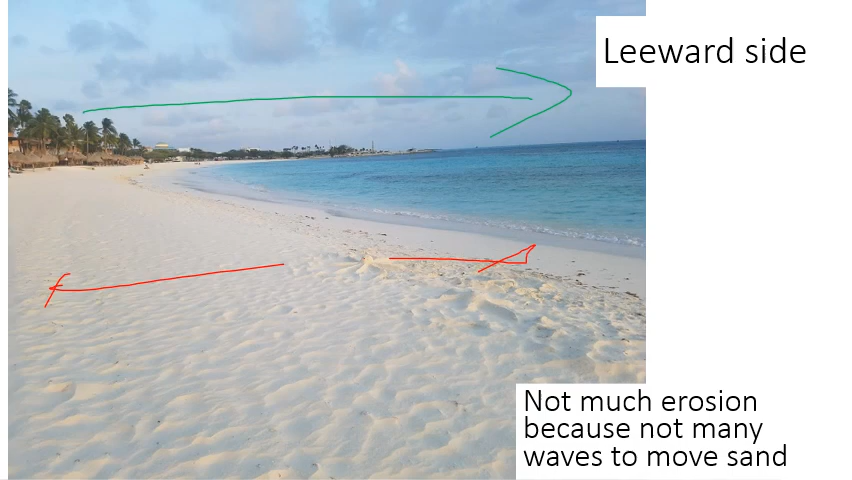 Leeward side
Not much erosion
because not many
waves to move sand